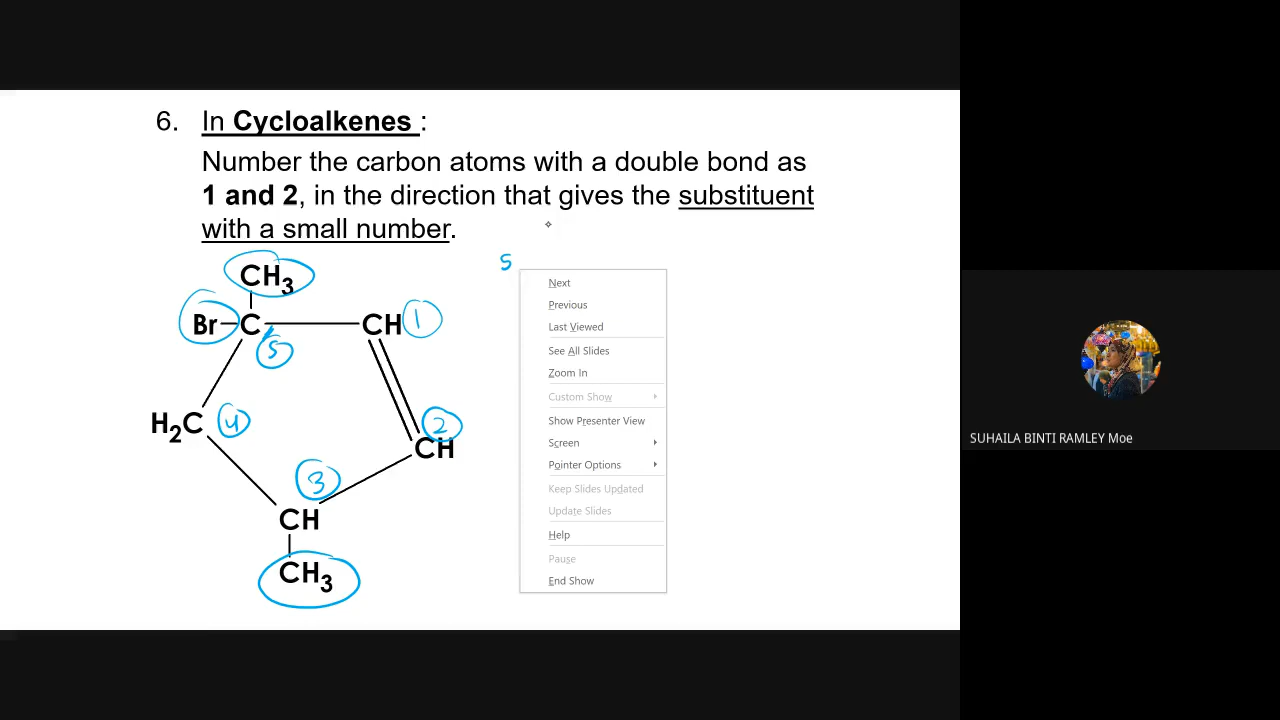 6. In Cycloalkenes :
Number the carbon atoms with a double bond as
1 and 2, in the direction that gives the substituent
with a small number.
CH3
Br C CH 1
5
H2C 4 2
CH
3
CH
CH3
5
Next
Previous
Last Viewed
See All Slides
Zoom In
Custom Show
Show Presenter View
Screen
Pointer Options
Keep Slides Updated
Update Slides
Help
Pause
End Show
SUHAILA BINTI RAMLEY Moe